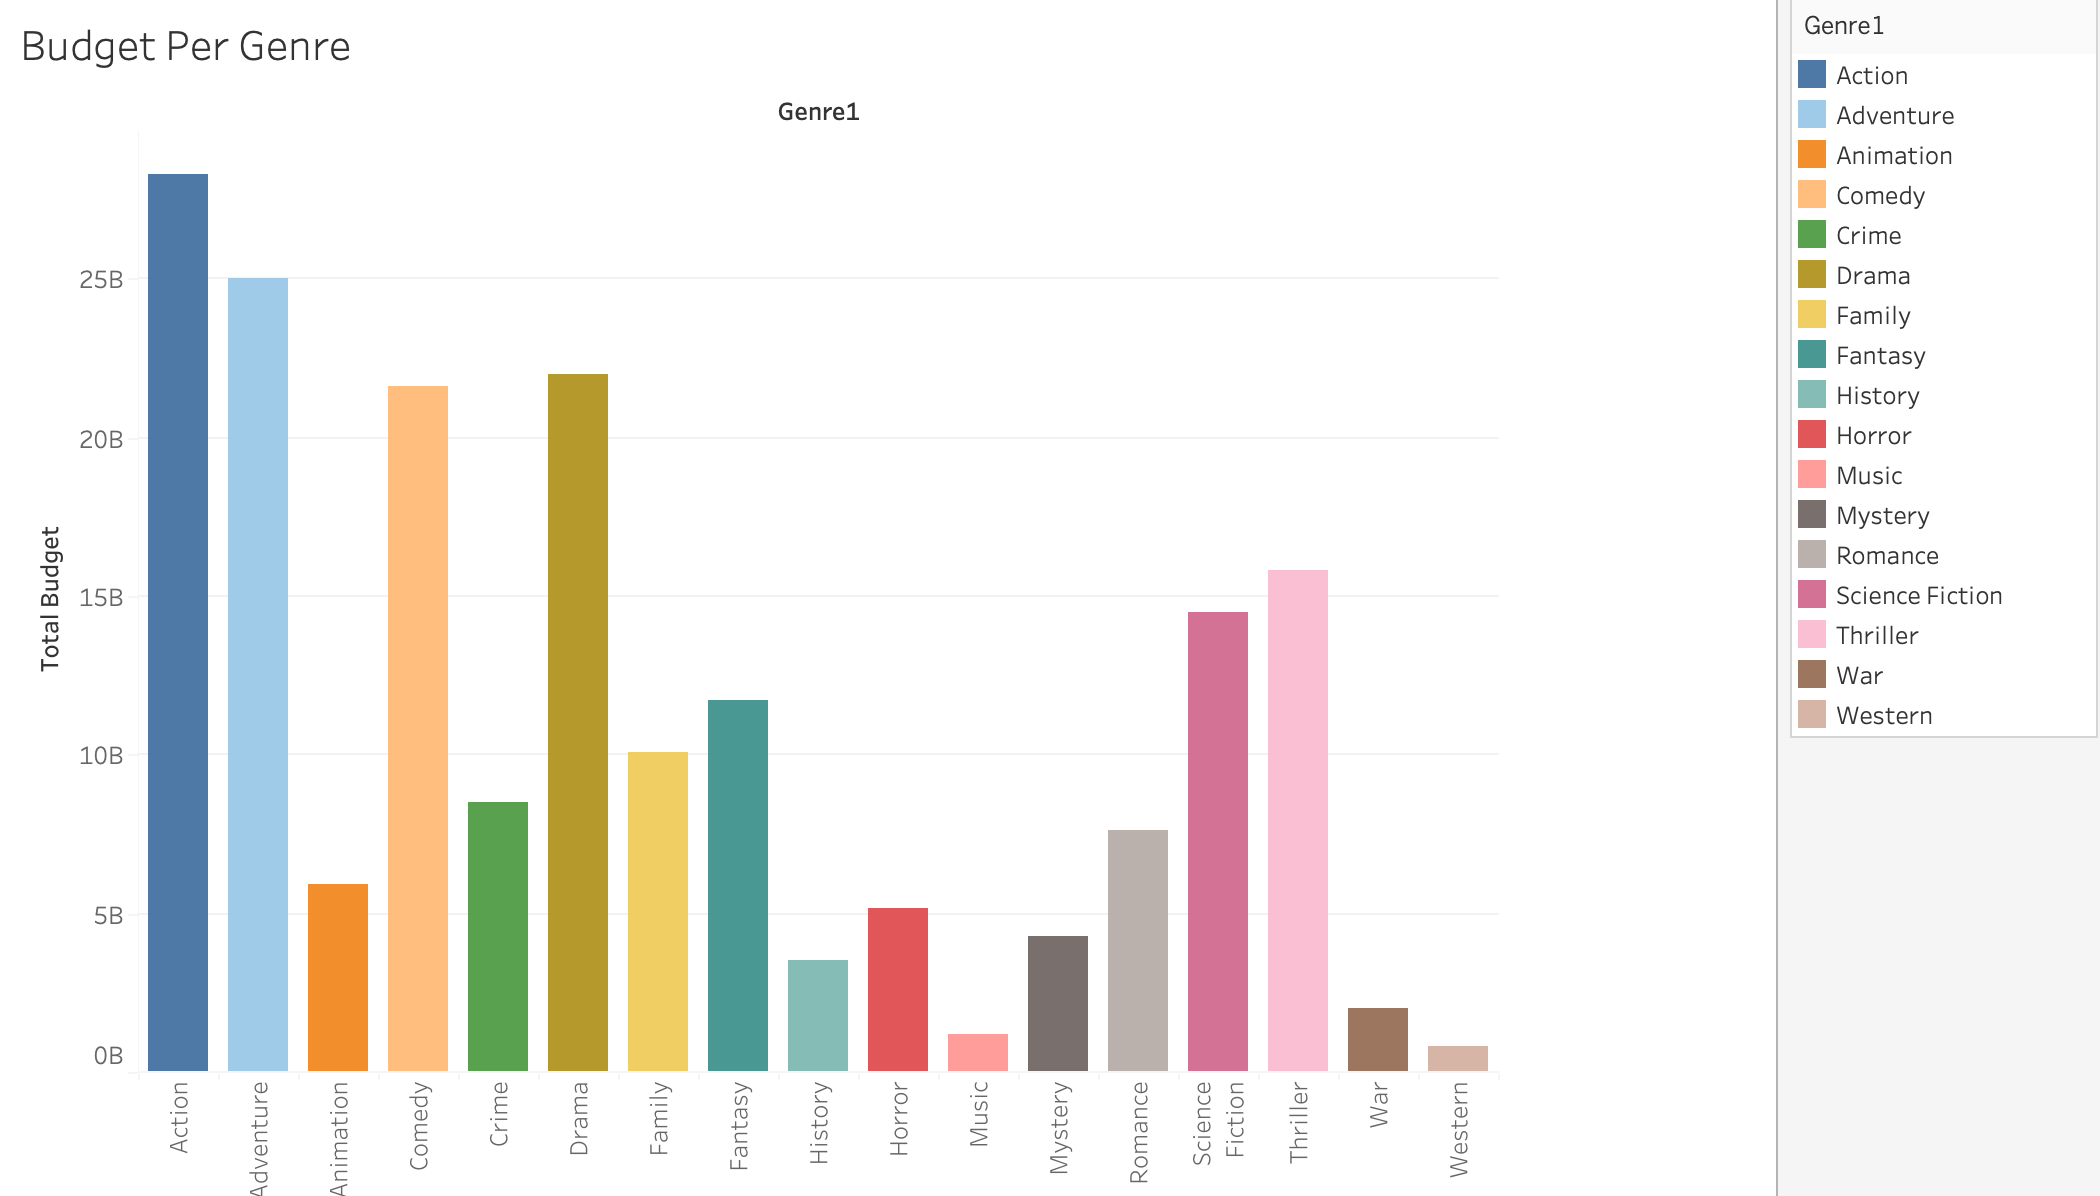 Budget Per Genre
Genre1
25B
20B
15B
10B
5B
0B
Total Budget
Action
Adventure
Animation
Comedy
Crime
Drama
Family
Fantasy
History
Horror
Music
Mystery
Romance
Science
Fiction
Thriller
War
Western
Genre1
Action
Adventure
Animation
Comedy
Crime
Drama
Family
Fantasy
History
Horror
Music
Mystery
Romance
Science Fiction
Thriller
War
Western